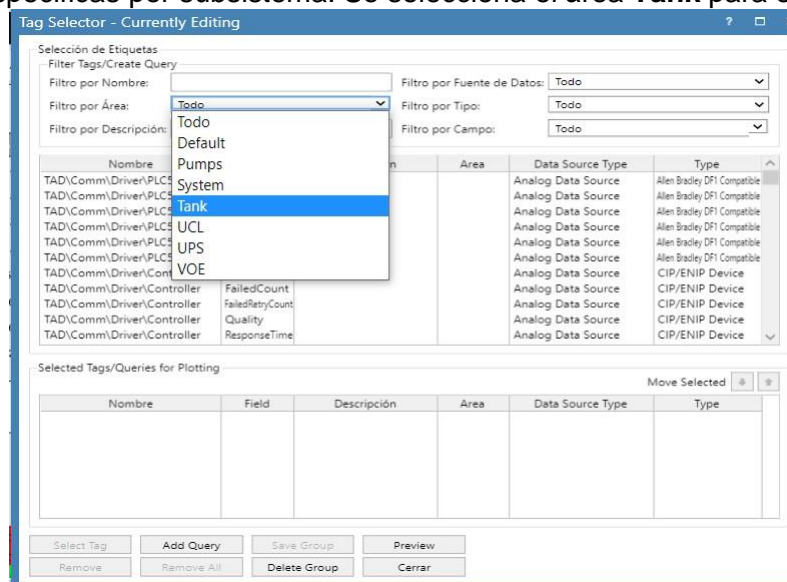 específicas por subsistema. Se selecciona el área Tank para
Tag Selector - Currently Editing ?
Selección de Etiquetas
Filter Tags/Create Query
Filtro por Nombre: Filtro por Fuente de Datos: Todo
Filtro por Área: Todo Filtro por Tipo: Todo
Filtro por Descripción: Filtro por Campo: Todo
Todo
Default
Pumps
System
Tank
UCL
UPS
VOE
Nombre Area Data Source Type Type
TAD\Comm\Driver\PLC5 Analog Data Source Allen Bradley DF1 Compatible
TAD\Comm\Driver\PLC5 Analog Data Source Allen Bradley DF1 Compatible
TAD\Comm\Driver\PLC5 Analog Data Source Allen Bradley DF1 Compatible
TAD\Comm\Driver\PLC5 Analog Data Source Allen Bradley DF1 Compatible
TAD\Comm\Driver\PLC5 Analog Data Source Allen Bradley DF1 Compatible
TAD\Comm\Driver\PLC5 Analog Data Source Allen Bradley DF1 Compatible
TAD\Comm\Driver\Cont Analog Data Source CIP/ENIP Device
TAD\Comm\Driver\Controller FailedCount Analog Data Source CIP/ENIP Device
TAD\Comm\Driver\Controller FailedRetryCount Analog Data Source CIP/ENIP Device
TAD\Comm\Driver\Controller Quality Analog Data Source CIP/ENIP Device
TAD\Comm\Driver\Controller ResponseTime Analog Data Source CIP/ENIP Device
Selected Tags/Queries for Plotting
Move Selected
Nombre Field Descripción Area Data Source Type Type
Select Tag Add Query Save Group Preview
Remove Remove All Delete Group Cerrar